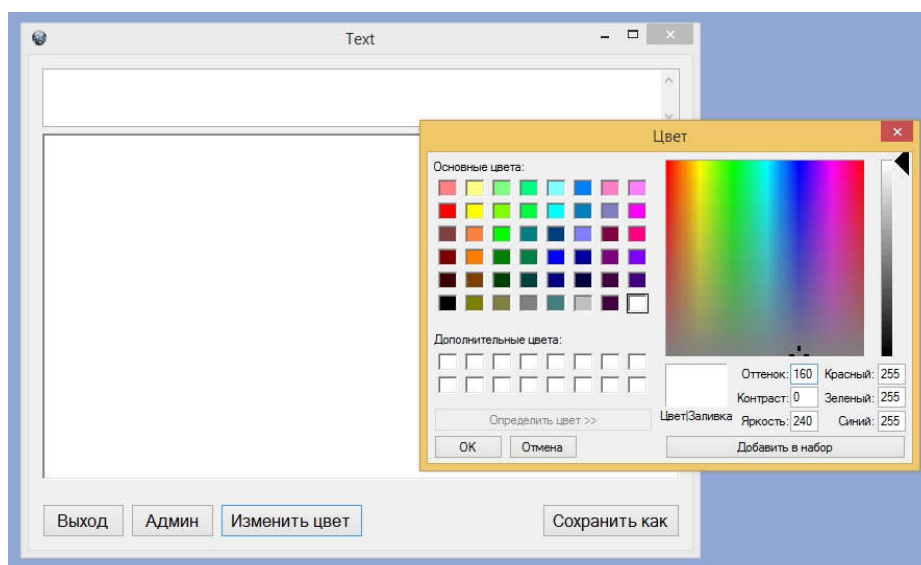 Text
Цвет
Основные цвета:
Дополнительные цвета:
Определить цвет >>
ОК
Отмена
Цвет|Заливка
Оттенок: 160
Контраст: 0
Яркость: 240
Красный: 255
Зеленый: 255
Синий: 255
Добавить в набор
Выход
Админ
Изменить цвет
Сохранить как